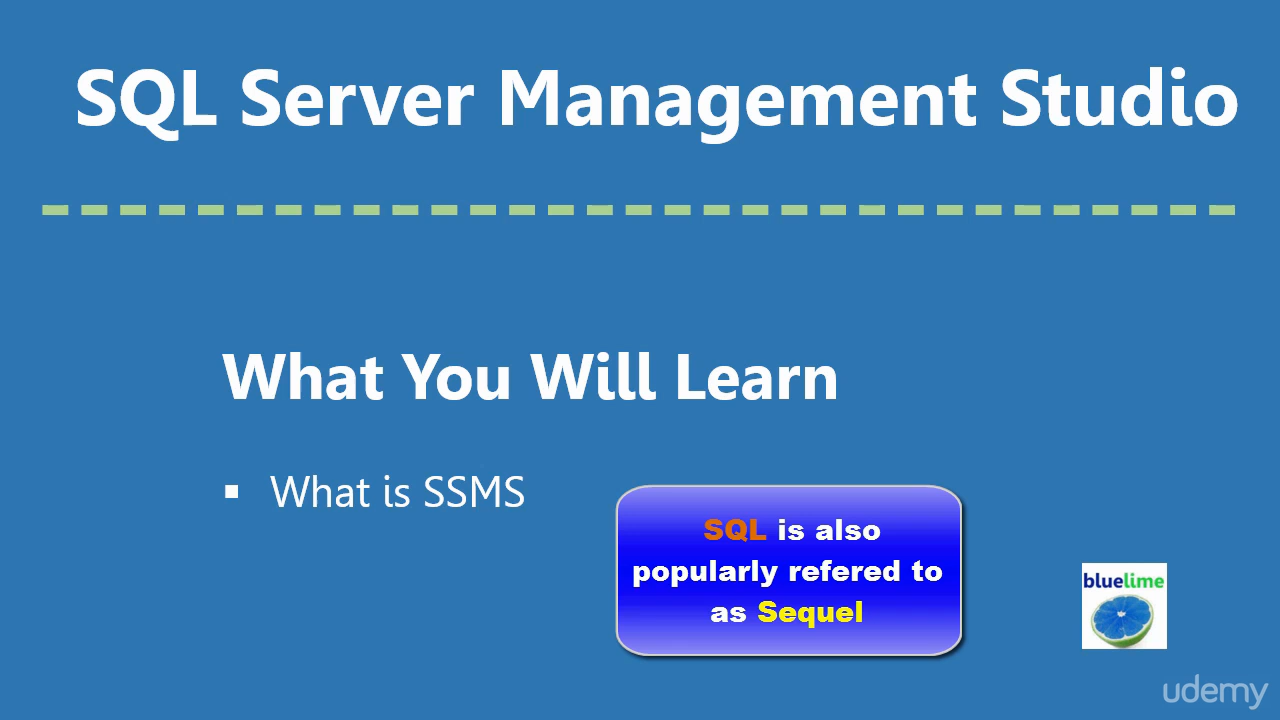 SQL Server Management Studio
What You Will Learn
▪ What is SSMS
SQL is also
popularly refered to
as Sequel
bluelime
udemy